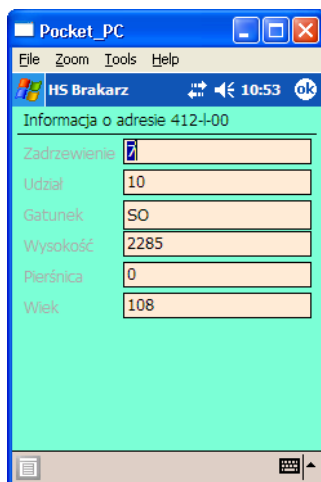 Pocket_PC
File Zoom Tools Help
HS Brakarz 10:53 ok
Informacja o adresie 412-l-00
Zadrzewienie 7
Udział 10
Gatunek SO
Wysokość 2285
Pierśnica 0
Wiek 108